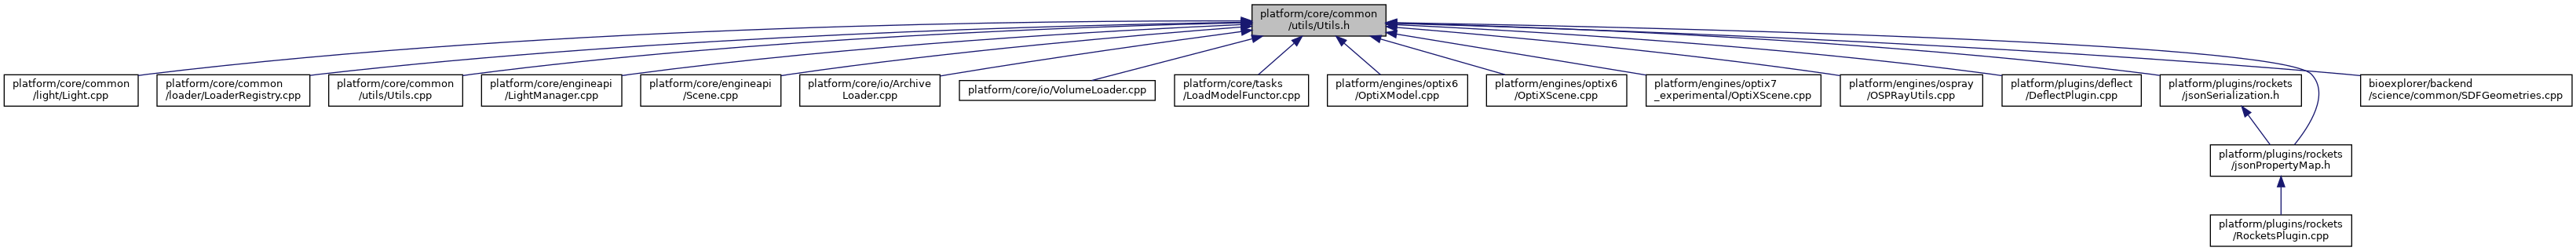 platform/core/common
/utils/Utils.h
platform/core/common
/light/Light.cpp
platform/core/common
/loader/LoaderRegistry.cpp
platform/core/common
/utils/Utils.cpp
platform/core/engineapi
/LightManager.cpp
platform/core/engineapi
/Scene.cpp
platform/core/io/Archive
Loader.cpp
platform/core/io/VolumeLoader.cpp
platform/core/tasks
/LoadModelFunctor.cpp
platform/engines/optix6
/OptiXModel.cpp
platform/engines/optix6
/OptiXScene.cpp
platform/engines/optix7
_experimental/OptiXScene.cpp
platform/engines/ospray
/OSPRayUtils.cpp
platform/plugins/deflect
/DeflectPlugin.cpp
platform/plugins/rockets
/jsonSerialization.h
bioexplorer/backend
/science/common/SDFGeometries.cpp
platform/plugins/rockets
/jsonPropertyMap.h
platform/plugins/rockets
/RocketsPlugin.cpp